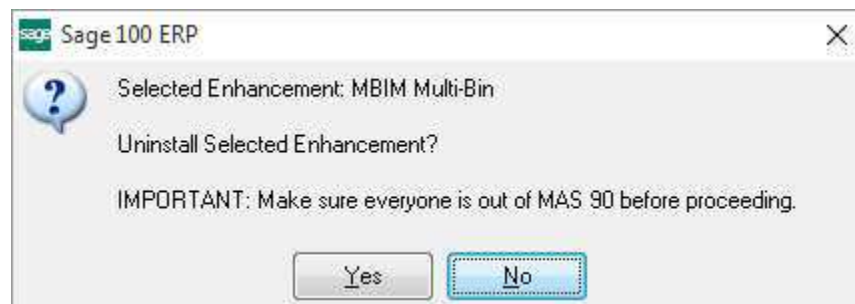 sage Sage 100 ERP
Selected Enhancement: MBIM Multi-Bin
Uninstall Selected Enhancement?
IMPORTANT: Make sure everyone is out of MAS 90 before proceeding.
Yes No